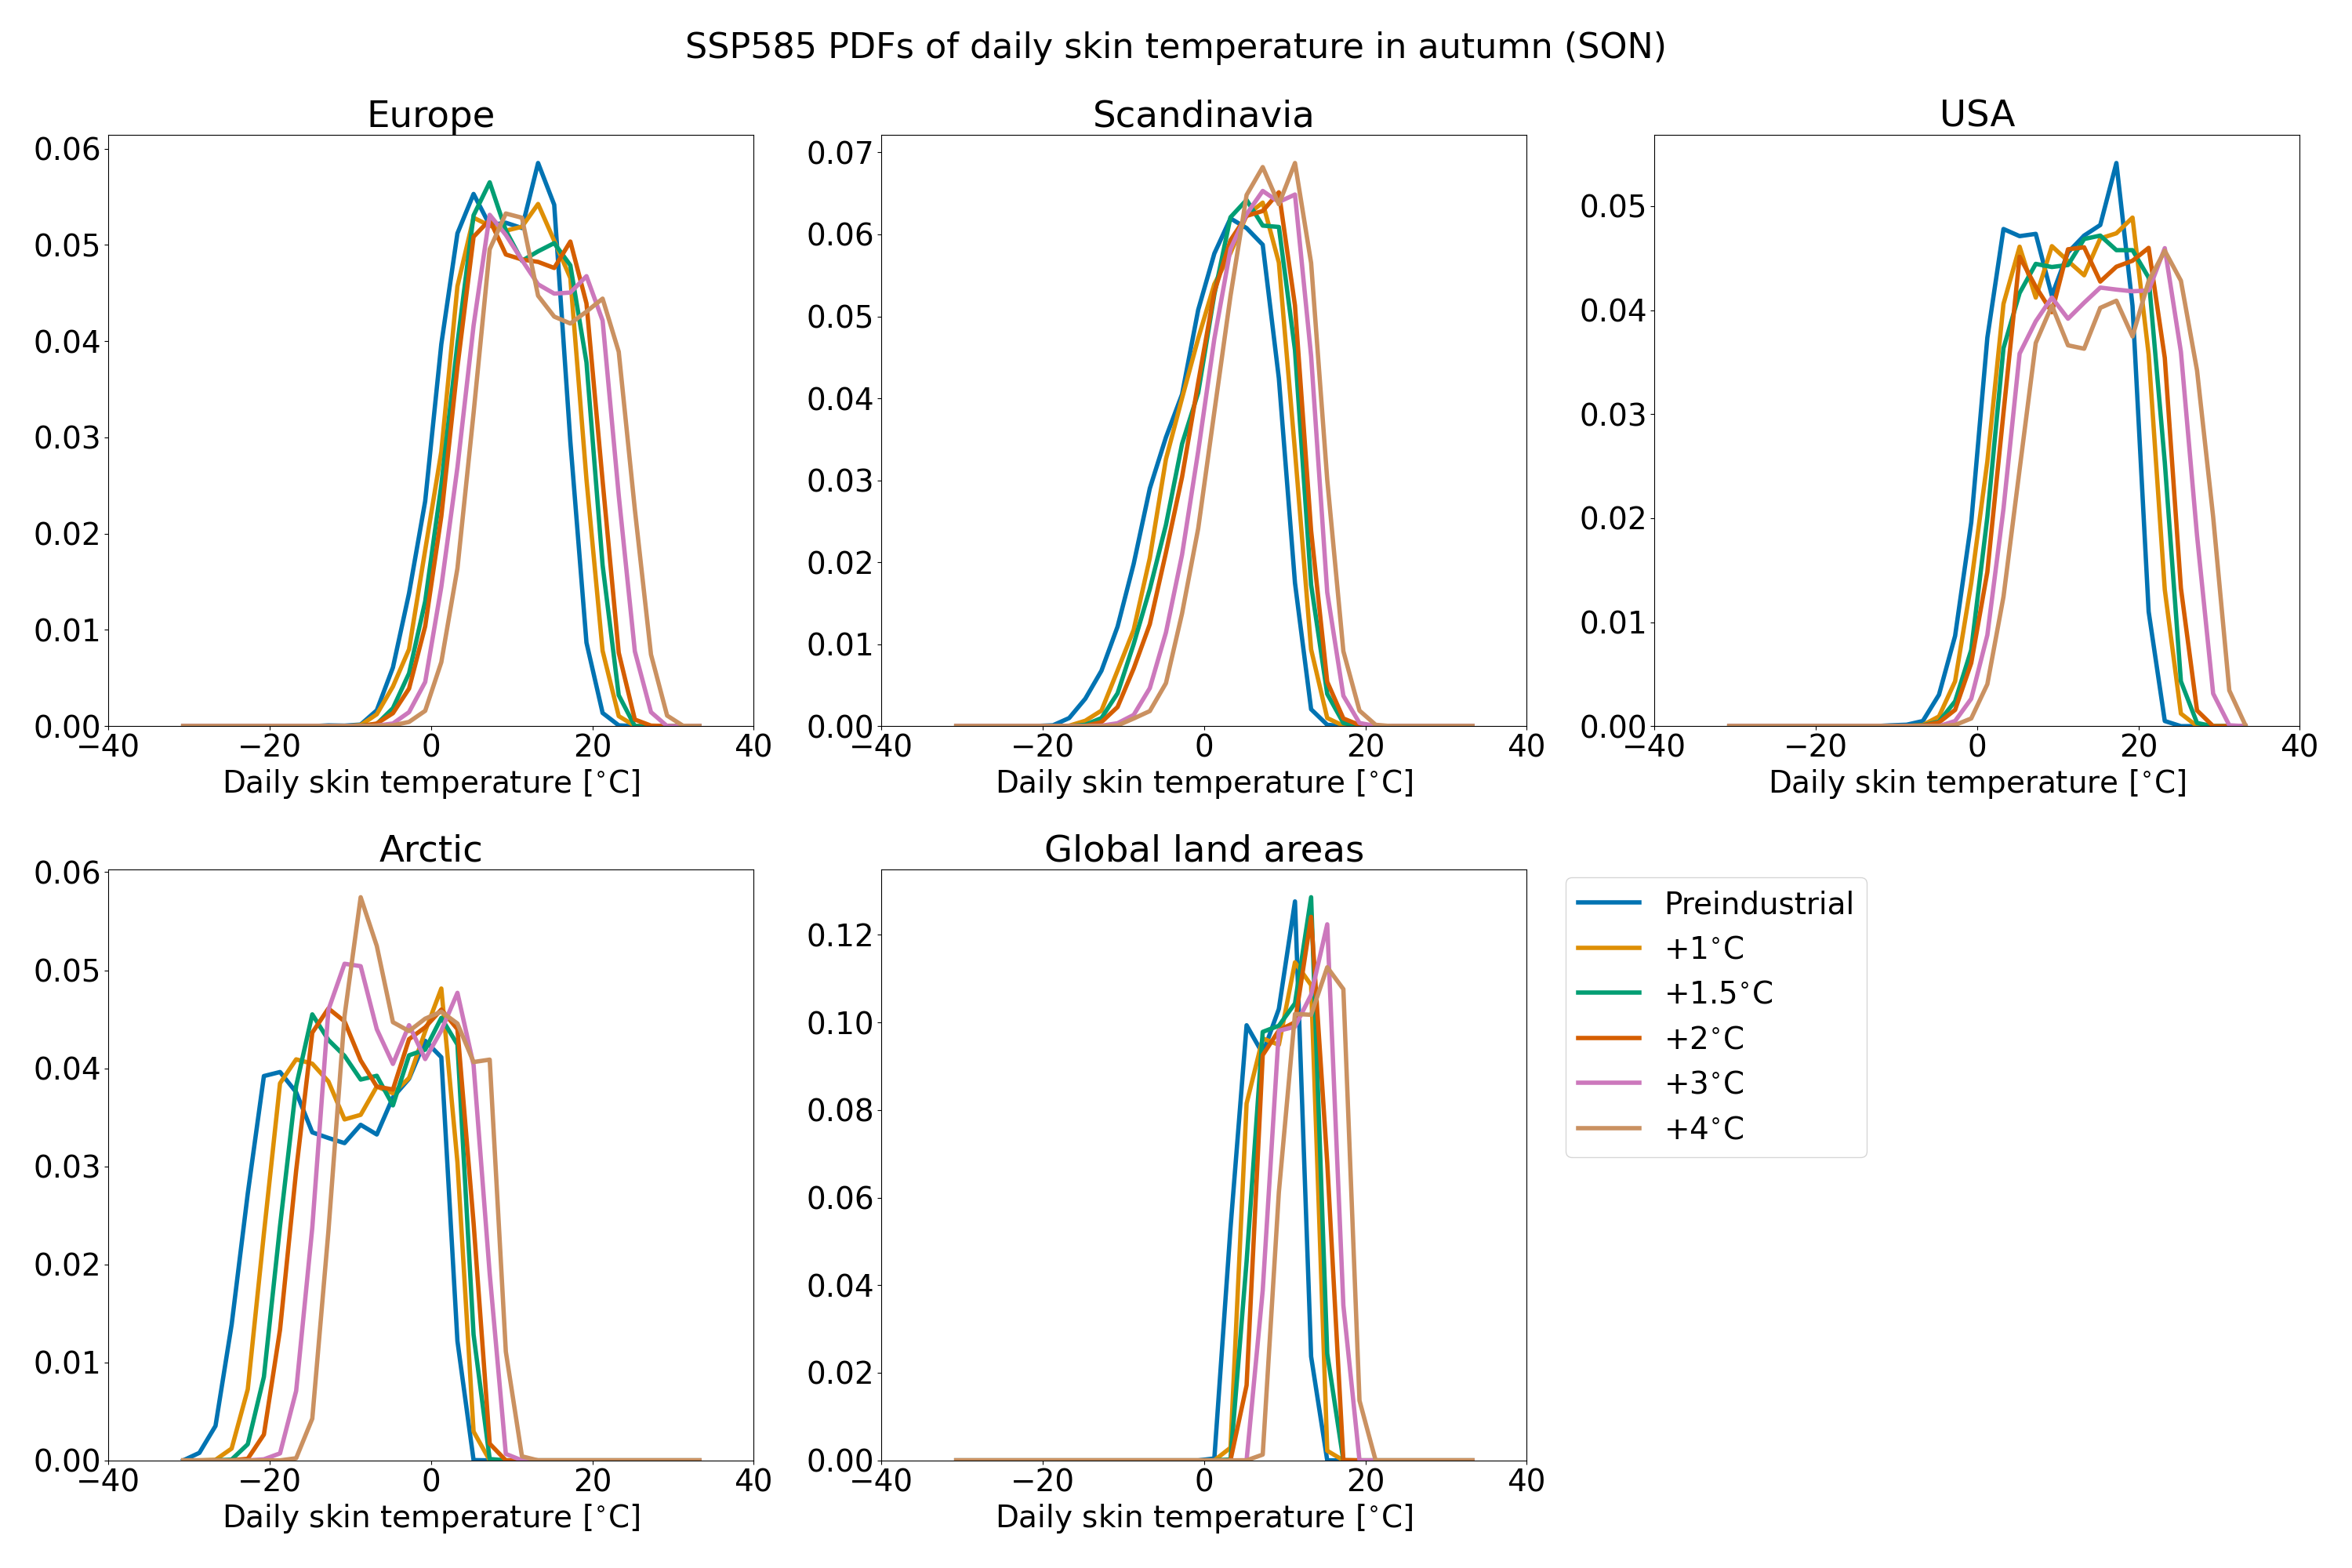 SSP585 PDFs of daily skin temperature in autumn (SON)
Europe
Scandinavia
USA
0.06
0.05
0.04
0.03
0.02
0.01
0.00
−40 −20 0 20 40
Daily skin temperature [°C]
0.07
0.06
0.05
0.04
0.03
0.02
0.01
0.00
−40 −20 0 20 40
Daily skin temperature [°C]
0.05
0.04
0.03
0.02
0.01
0.00
−40 −20 0 20 40
Daily skin temperature [°C]
Arctic
0.06
0.05
0.04
0.03
0.02
0.01
0.00
−40 −20 0 20 40
Daily skin temperature [°C]
Global land areas
0.12
0.10
0.08
0.06
0.04
0.02
0.00
−40 −20 0 20 40
Daily skin temperature [°C]
Preindustrial
+1°C
+1.5°C
+2°C
+3°C
+4°C